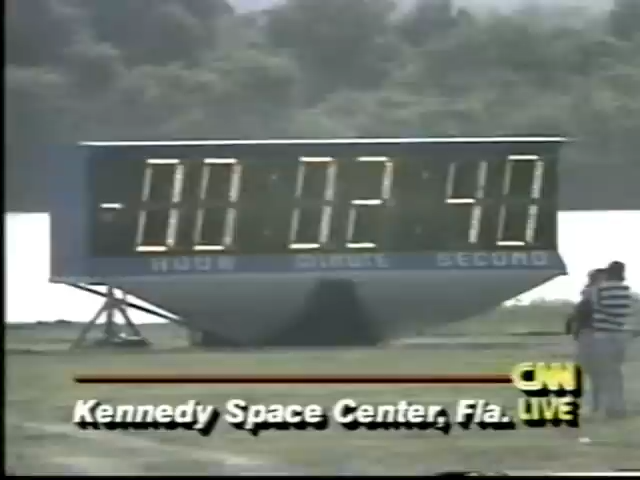 -00:02:40
HOUR MINUTE SECOND
CNN
Kennedy Space Center, Fla. LIVE